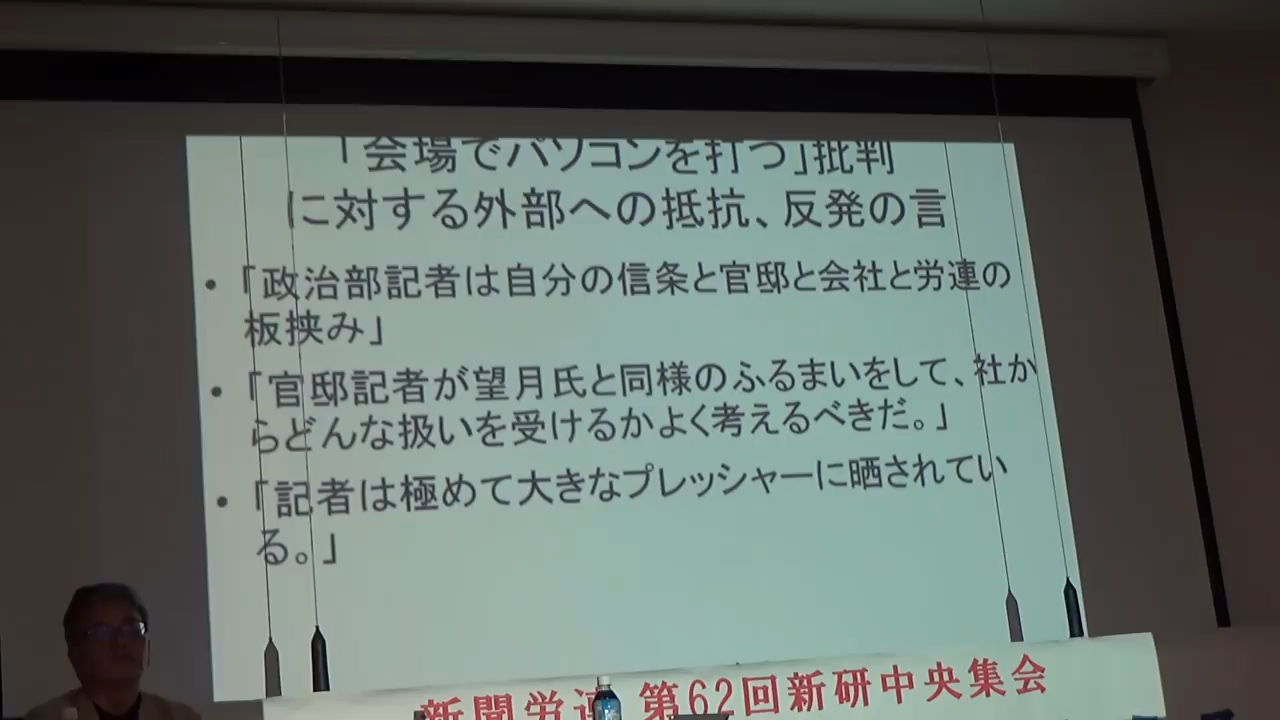 「会場でパソコンを打つ」批判
に対する外部への抵抗、反発の言
・「政治部記者は自分の信条と官邸と会社と労連の
板挟み」
・「官邸記者が望月氏と同様のふるまいをして、社か
らどんな扱いを受けるかよく考えるべきだ。」
・「記者は極めて大きなプレッシャーに晒されてい
る。」
新聞労連 第62回新研中央集会